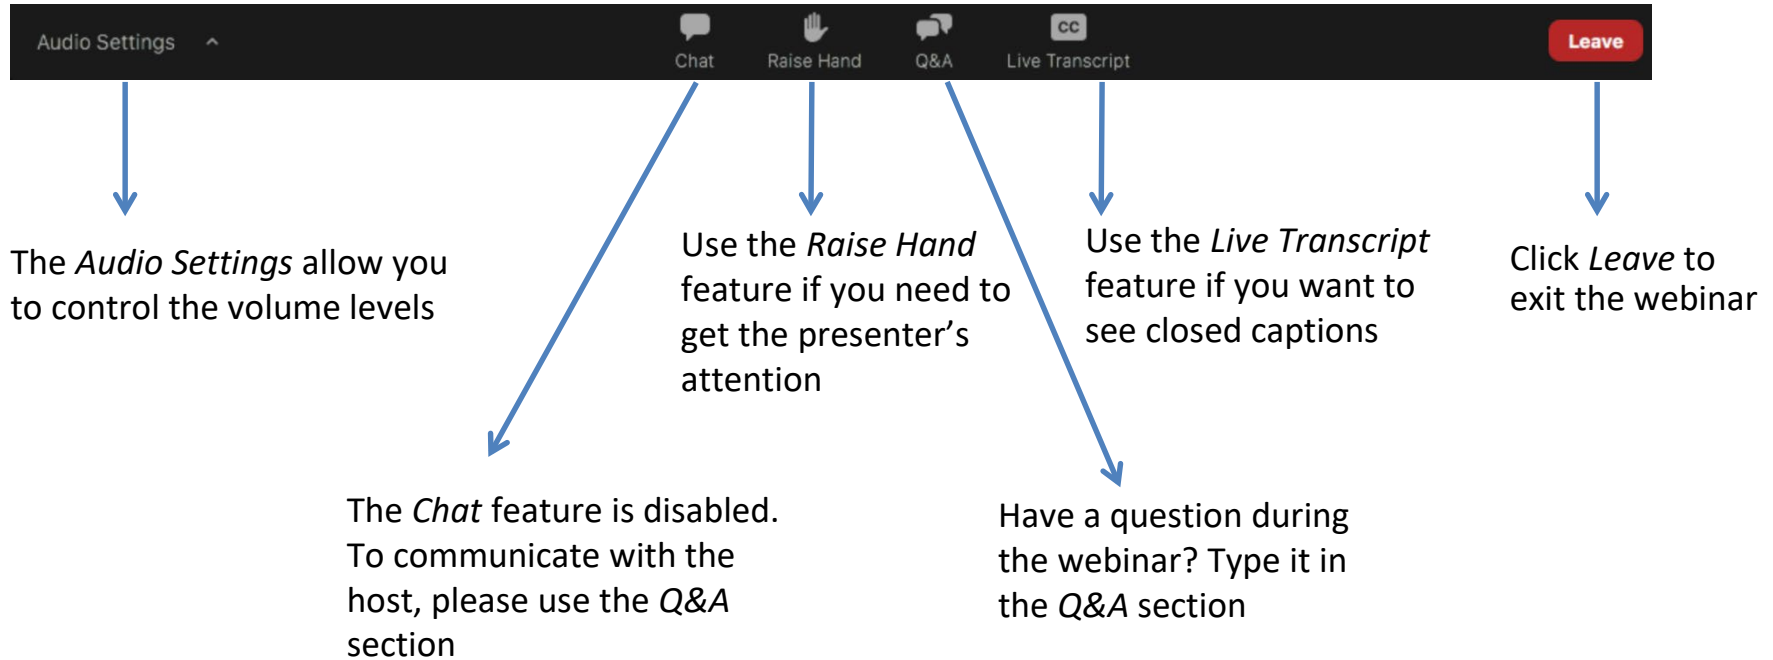 Audio Settings
CC
Chat
Raise Hand
Q&A
Live Transcript
Leave
The Audio Settings allow you
to control the volume levels
Use the Raise Hand
feature if you need to
get the presenter’s
attention
Use the Live Transcript
feature if you want to
see closed captions
Click Leave to
exit the webinar
The Chat feature is disabled.
To communicate with the
host, please use the Q&A
section
Have a question during
the webinar? Type it in
the Q&A section